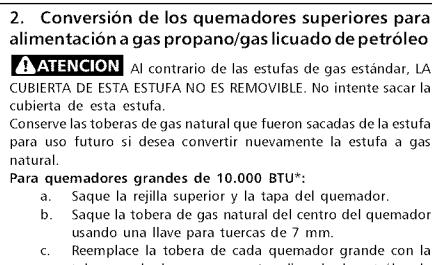 2. Conversión de los quemadores superiores para
alimentación a gas propano/gas licuado de petróleo
ATENCION Al contrario de las estufas de gas estándar, LA
CUBIERTA DE ESTA ESTUFA NO ES REMOVIBLE. No intente sacar la
cubierta de esta estufa.
Conserve las toberas de gas natural que fueron sacadas de la estufa
para uso futuro si desea convertir nuevamente la estufa a gas
natural.
Para quemadores grandes de 10.000 BTU*:
a. Saque la rejilla superior y la tapa del quemador.
b. Saque la tobera de gas natural del centro del quemador
usando una llave para tuercas de 7 mm.
c. Reemplace la tobera de cada quemador grande con la